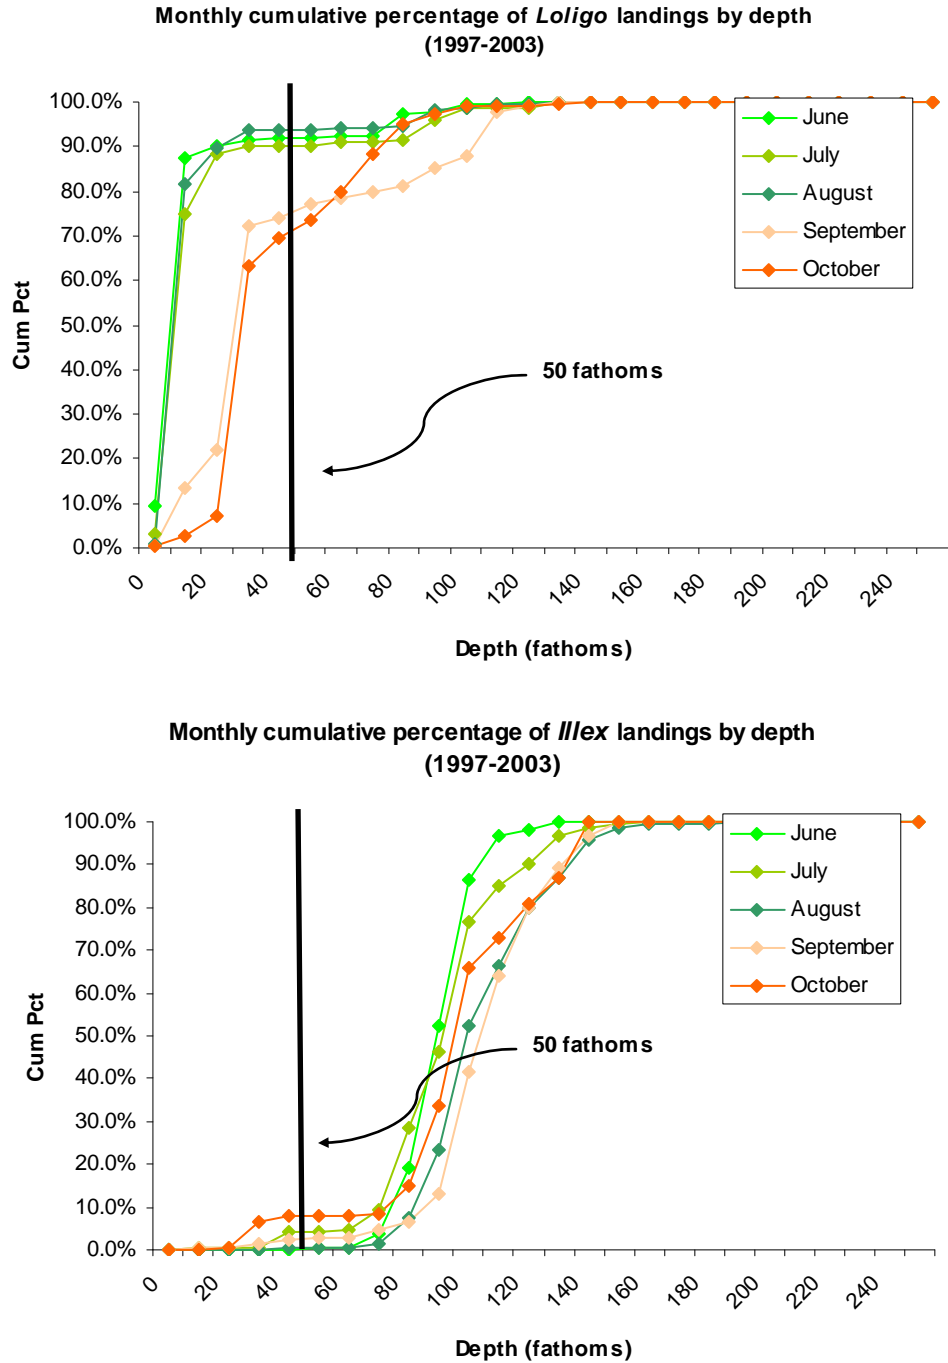 Monthly cumulative percentage of Loligo landings by depth
(1997-2003)
100.0%
90.0%
80.0%
70.0%
60.0%
50.0%
40.0%
30.0%
20.0%
10.0%
0.0%
Cum Pct
June
July
August
September
October
50 fathoms
0
20
40
60
80
100
120
140
160
180
200
220
240
Depth (fathoms)
Monthly cumulative percentage of Illex landings by depth
(1997-2003)
100.0%
90.0%
80.0%
70.0%
60.0%
50.0%
40.0%
30.0%
20.0%
10.0%
0.0%
Cum Pct
June
July
August
September
October
50 fathoms
0
20
40
60
80
100
120
140
160
180
200
220
240
Depth (fathoms)